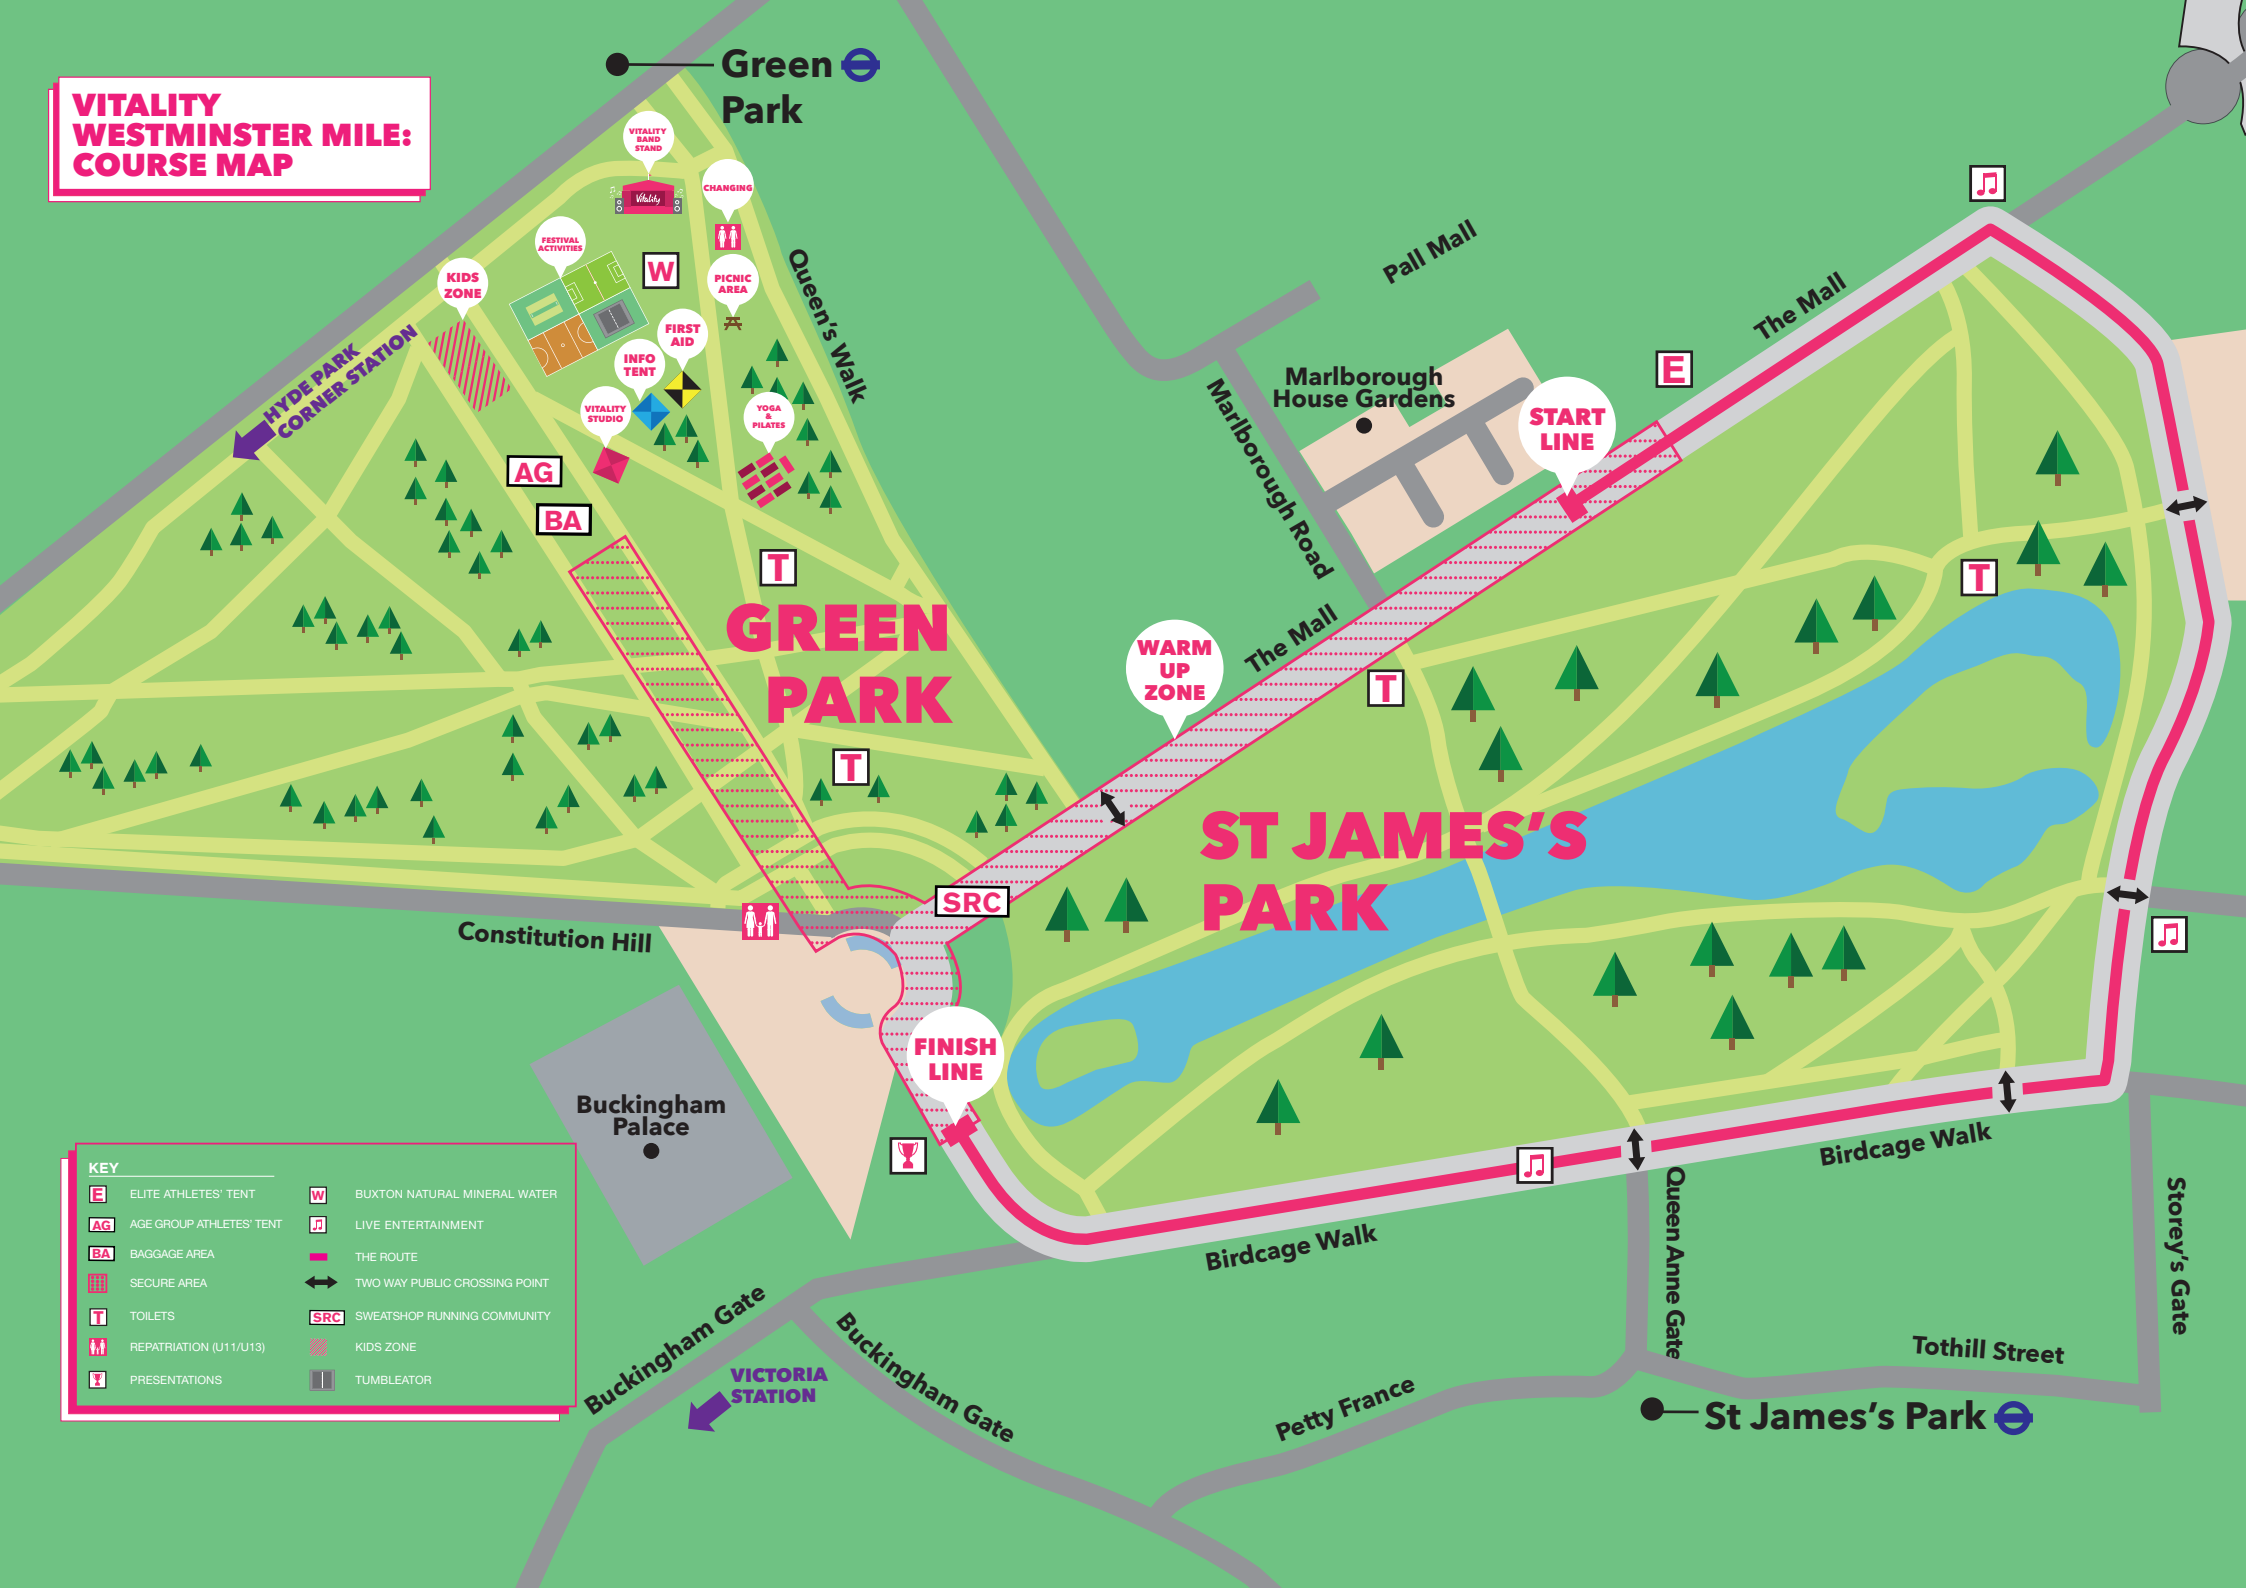 VITALITY
WESTMINSTER MILE:
COURSE MAP
Green
Park
VITALITY
BAND
STAND
Vitality
CHANGING
FESTIVAL
ACTIVITIES
W
KIDS
ZONE
PICNIC
AREA
Queen's Walk
FIRST
AID
INFO
TENT
VITALITY
STUDIO
YOGA
&
PILATES
HYDE PARK
CORNER STATION
AG
BA
T
GREEN
PARK
T
Pall Mall
The Mall
E
Marlborough
House Gardens
START
LINE
Marlborough Road
The Mall
WARM
UP
ZONE
T
T
ST JAMES'S
PARK
SRC
Constitution Hill
FINISH
LINE
Buckingham
Palace
Birdcage Walk
Birdcage Walk
Queen Anne Gate
Storey's Gate
Tothill Street
St James's Park
Petty France
Buckingham Gate
Buckingham Gate
VICTORIA
STATION
KEY
E ELITE ATHLETES' TENT
AG AGE GROUP ATHLETES' TENT
BA BAGGAGE AREA
SECURE AREA
T TOILETS
REPATRIATION (U11/U13)
PRESENTATIONS
W BUXTON NATURAL MINERAL WATER
LIVE ENTERTAINMENT
THE ROUTE
TWO WAY PUBLIC CROSSING POINT
SRC SWEATSHOP RUNNING COMMUNITY
KIDS ZONE
TUMBLEATOR